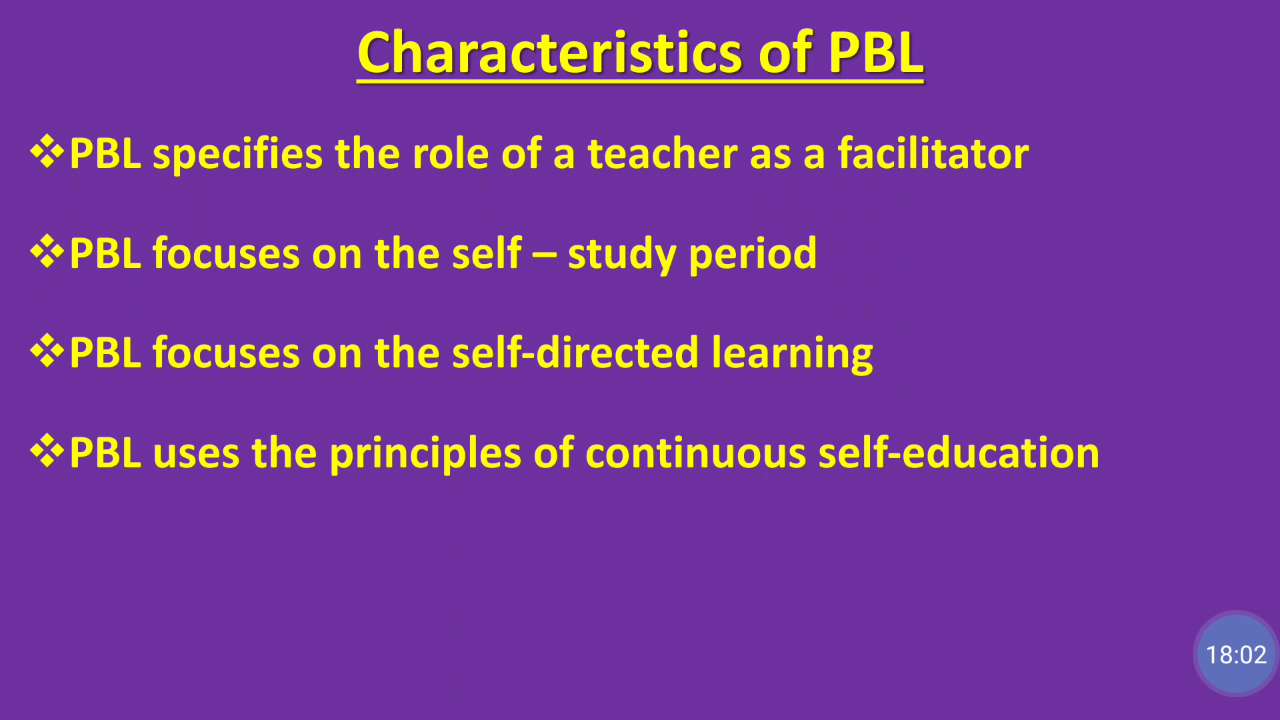 Characteristics of PBL
❖PBL specifies the role of a teacher as a facilitator
❖PBL focuses on the self – study period
❖PBL focuses on the self-directed learning
❖PBL uses the principles of continuous self-education
18:02